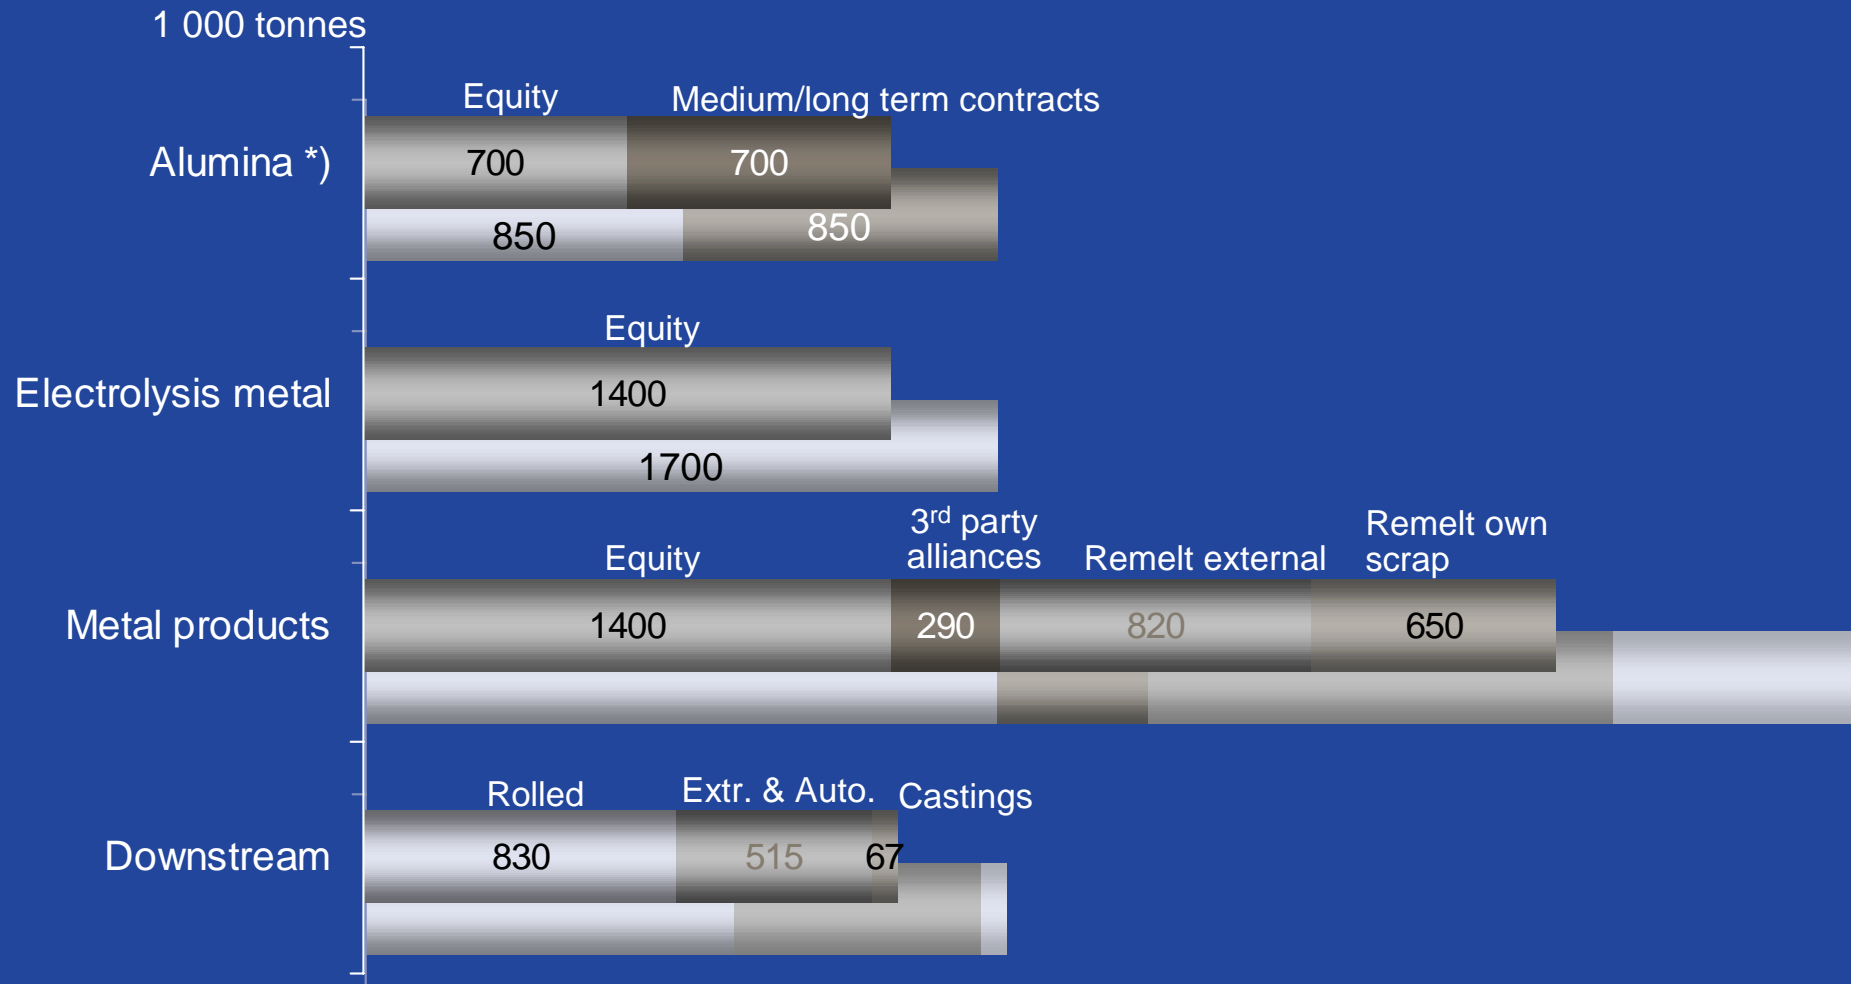 1 000 tonnes
Equity
Medium/long term contracts
Alumina *)
700
700
850
850
Equity
Electrolysis metal
1400
1700
Equity
3rd party
alliances
Remelt external
Remelt own
scrap
Metal products
1400
290
820
650
Rolled
Extr. & Auto.
Castings
Downstream
830
515
67